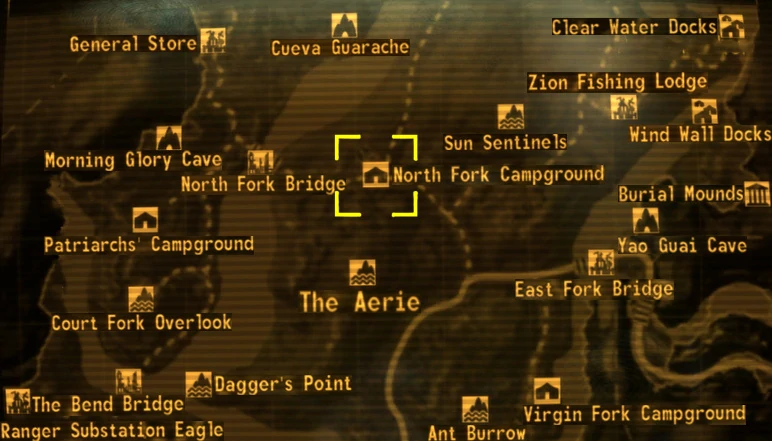 Clear Water Docks
General Store
Cueva Guarache
Zion Fishing Lodge
Wind Wall Docks
Sun Sentinels
Morning Glory Cave
North Fork Campground
North Fork Bridge
Burial Mounds
Patriarchs' Campground
Yao Guai Cave
East Fork Bridge
The Aerie
Court Fork Overlook
Dagger's Point
The Bend Bridge
Virgin Fork Campground
Ranger Substation Eagle
Ant Burrow